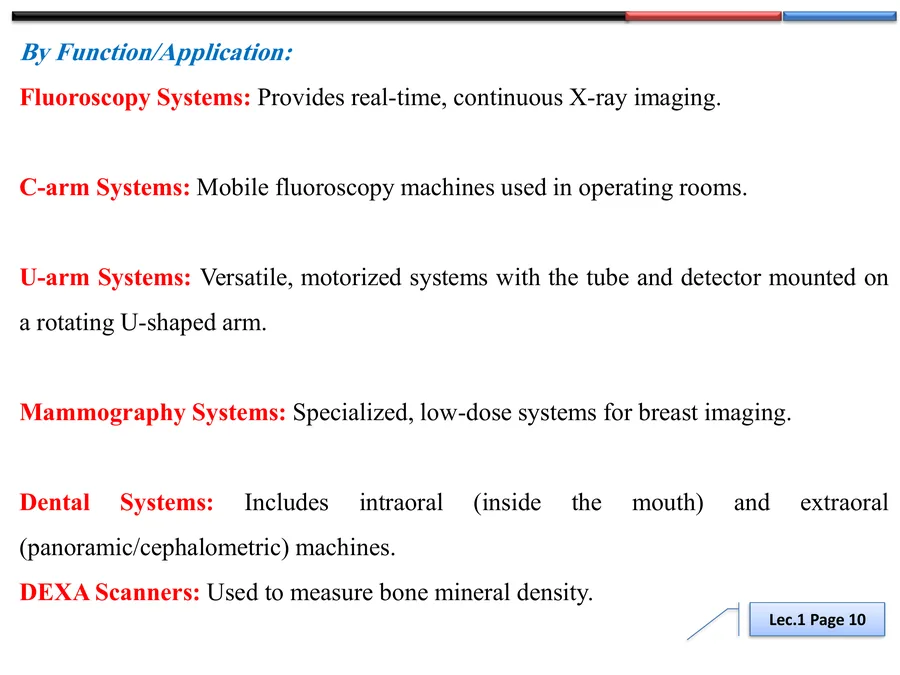 By Function/Application:
Fluoroscopy Systems: Provides real-time, continuous X-ray imaging.
C-arm Systems: Mobile fluoroscopy machines used in operating rooms.
U-arm Systems: Versatile, motorized systems with the tube and detector mounted on
a rotating U-shaped arm.
Mammography Systems: Specialized, low-dose systems for breast imaging.
Dental Systems: Includes intraoral (inside the mouth) and extraoral
(panoramic/cephalometric) machines.
DEXA Scanners: Used to measure bone mineral density.
Lec.1 Page 10